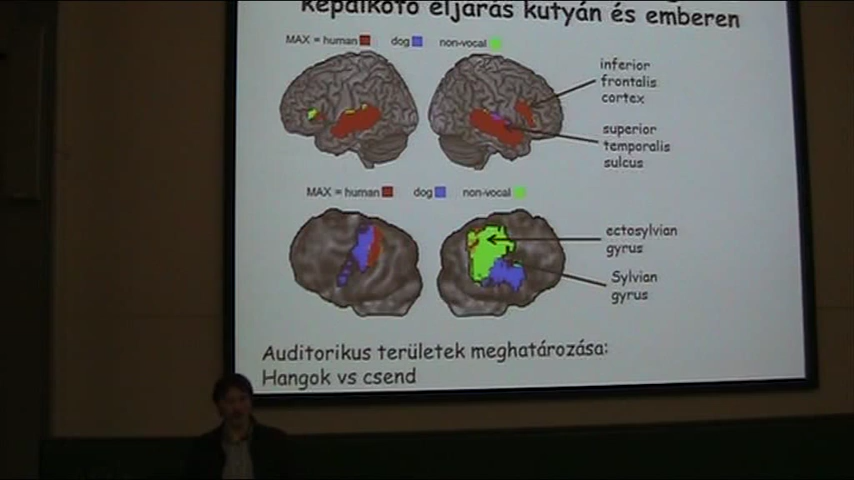 képalkotó eljárás kutyán és emberen
MAX = human dog non-vocal
inferior
frontalis
cortex
superior
temporalis
sulcus
MAX = human dog non-vocal
ectosylvian
gyrus
Sylvian
gyrus
Auditorikus területek meghatározása:
Hangok vs csend